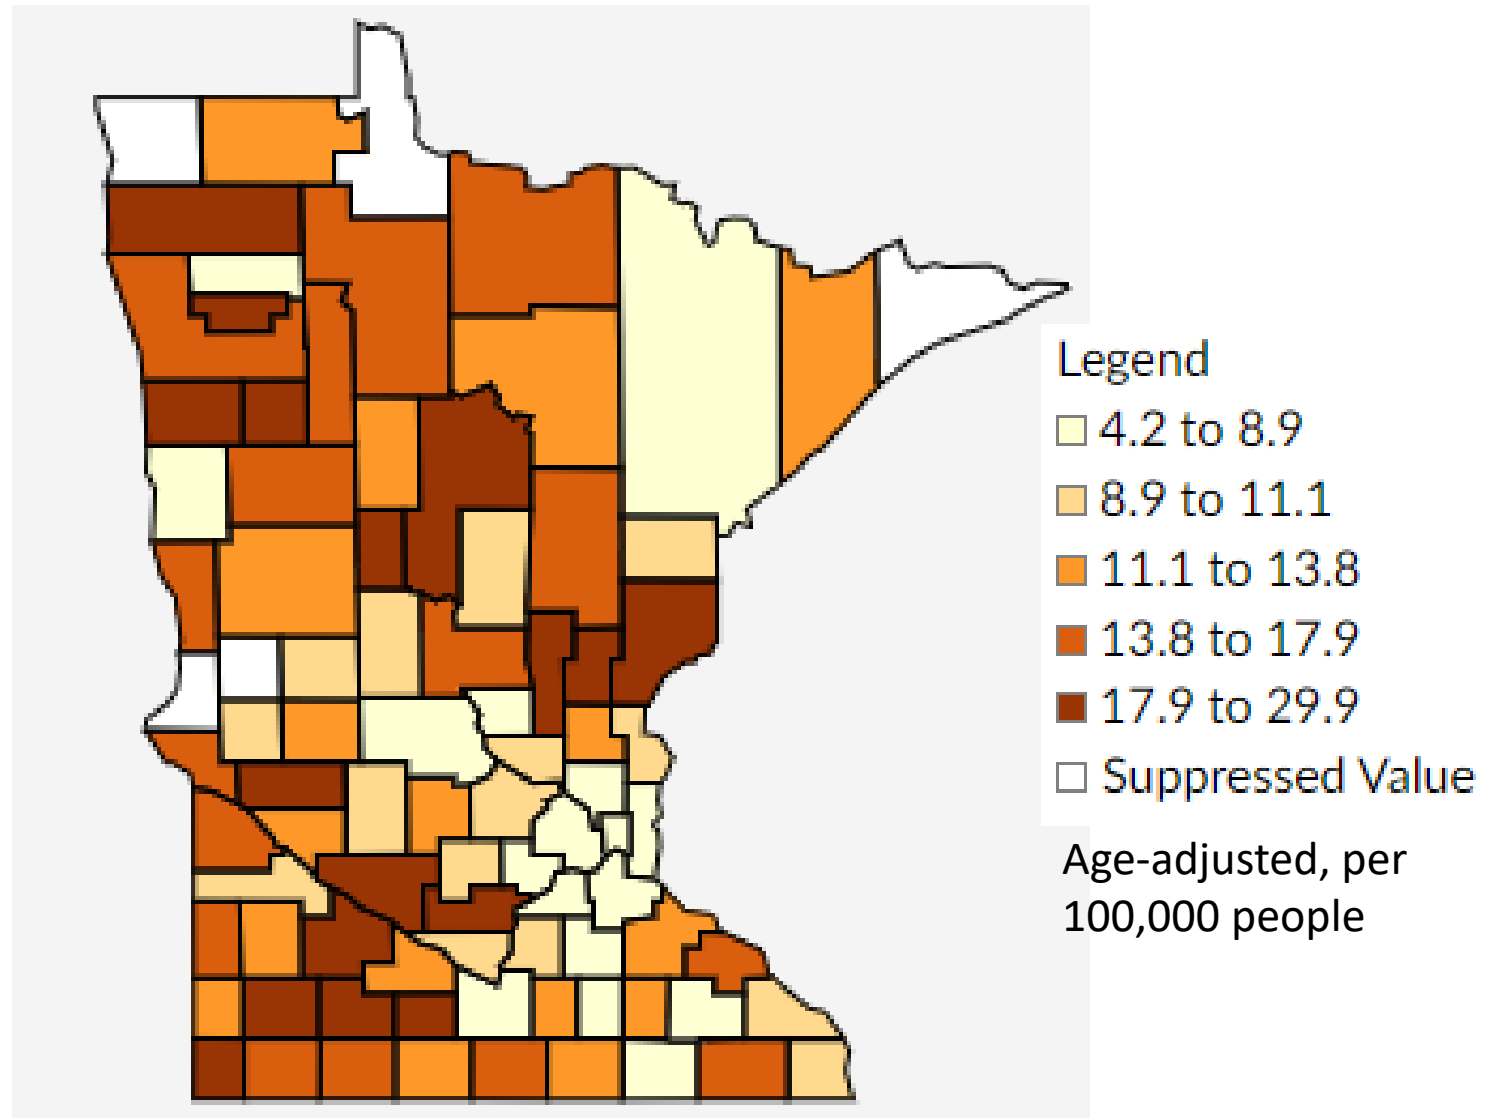 Legend
4.2 to 8.9
8.9 to 11.1
11.1 to 13.8
13.8 to 17.9
17.9 to 29.9
Suppressed Value
Age-adjusted, per
100,000 people